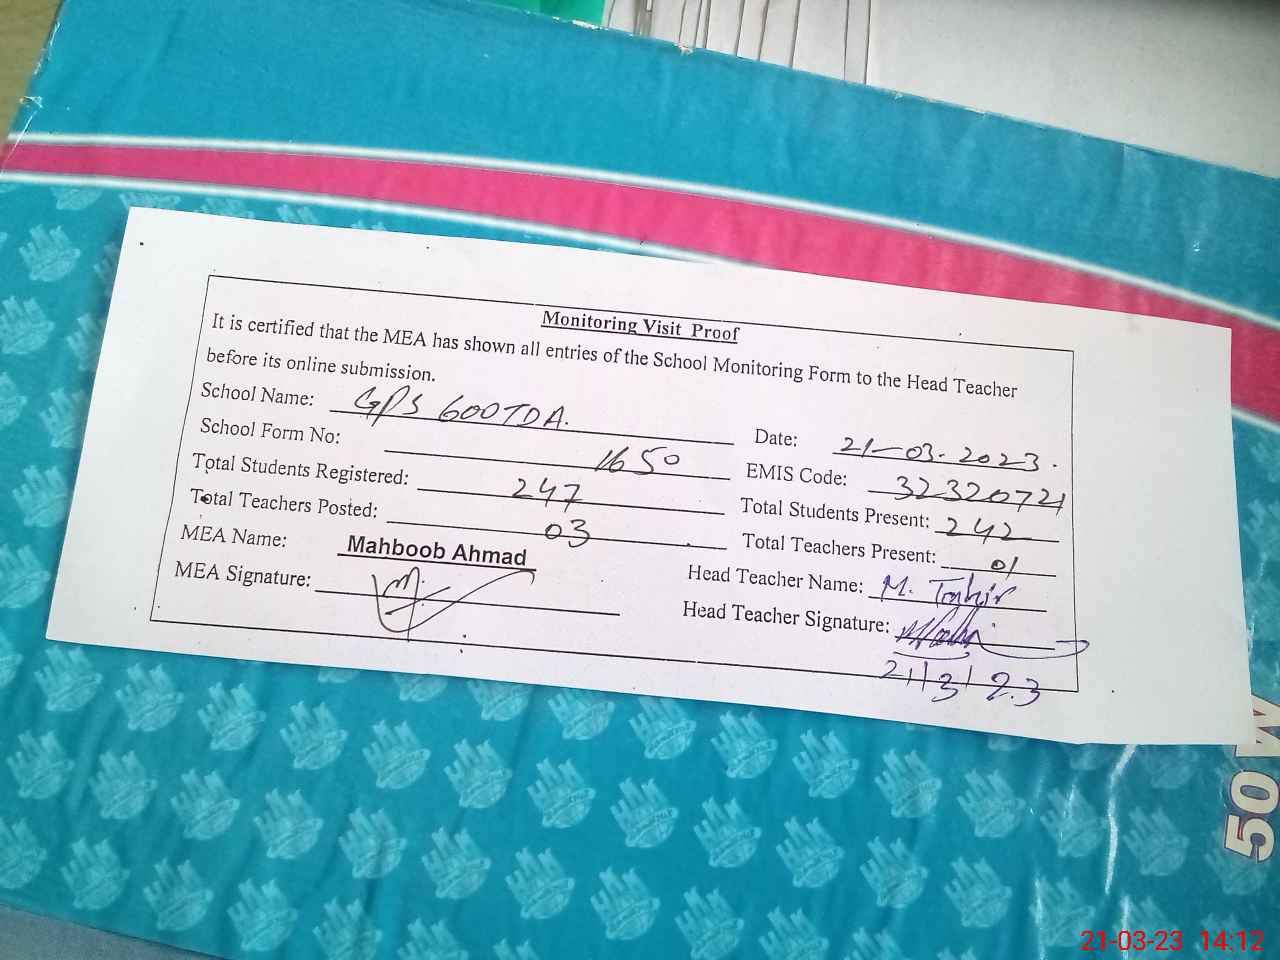 Monitoring Visit Proof
It is certified that the MEA has shown all entries of the School Monitoring Form to the Head Teacher
before its online submission.
School Name: GPS 600TDA. Date: 21-03-2023.
School Form No: 1650 EMIS Code: 32320721
Total Students Registered: 247 Total Students Present: 242
Total Teachers Posted: 03 Total Teachers Present: 01
MEA Name: Mahboob Ahmad Head Teacher Name: M. Tahir
MEA Signature: Head Teacher Signature:
21/3/23
50W
21-03-23 14:12